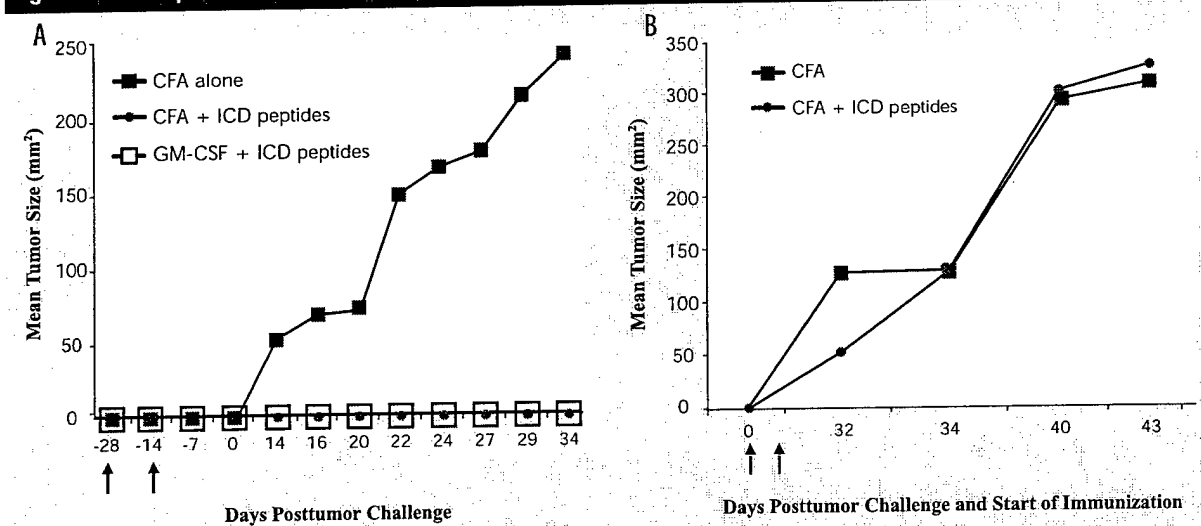 A
250
200
150
100
50
0
CFA alone
CFA + ICD peptides
GM-CSF + ICD peptides
Mean Tumor Size (mm²)
-28 -14 -7 0 14 16 20 22 24 27 29 34
Days Posttumor Challenge
B
350
300
250
300
150
100
50
0
CFA
CFA + ICD peptides
Mean Tumor Size (mm²)
0 32 34 40 43
Days Posttumor Challenge and Start of Immunization